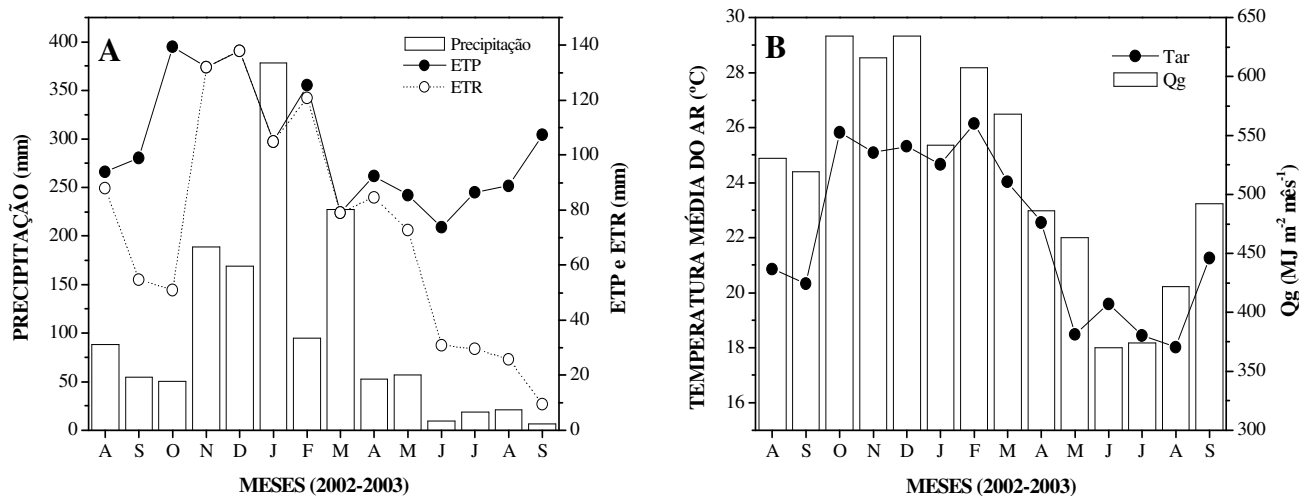 A
Precipitação
ETP
ETR
PRECIPITAÇÃO (mm)
400
350
300
250
200
150
100
50
0
ETP e ETR (mm)
140
120
100
80
60
40
20
0
A S O N D J F M A M J J A S
MESES (2002-2003)
B
Tar
Qg
TEMPERATURA MÉDIA DO AR (ºC)
30
28
26
24
22
20
18
16
Qg (MJ m⁻² mês⁻¹)
650
600
550
500
450
400
350
300
A S O N D J F M A M J J A S
MESES (2002-2003)